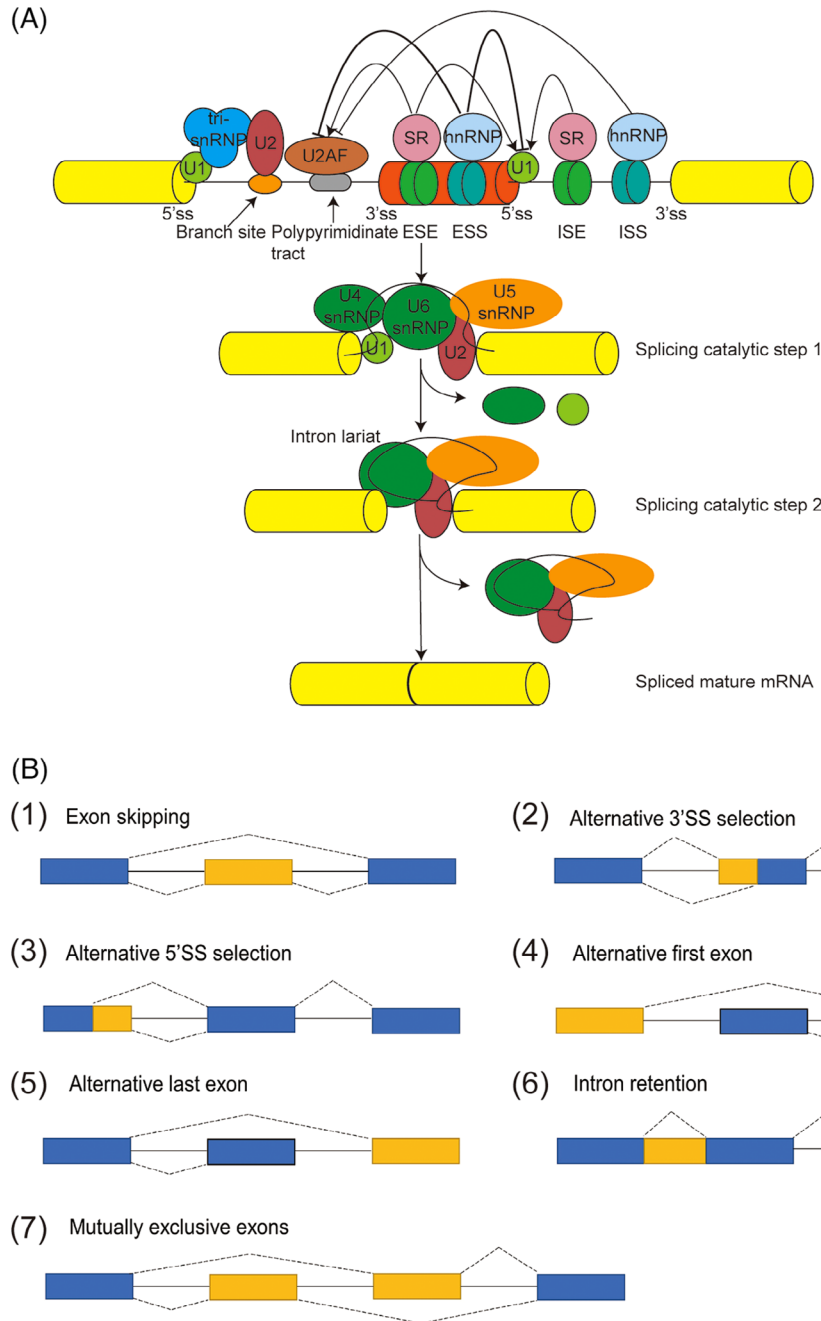 (A)
tri-
snRNP
U2
U2AF
SR
hnRNP
SR
hnRNP
U1
U1
5'ss
3'ss
5'ss
3'ss
Branch site
Polypyrimidinate
tract
ESE
ESS
ISE
ISS
U4
snRNP
U6
snRNP
U5
snRNP
U1
U2
Splicing catalytic step 1
Intron lariat
Splicing catalytic step 2
Spliced mature mRNA
(B)
(1) Exon skipping
(2) Alternative 3'SS selection
(3) Alternative 5'SS selection
(4) Alternative first exon
(5) Alternative last exon
(6) Intron retention
(7) Mutually exclusive exons